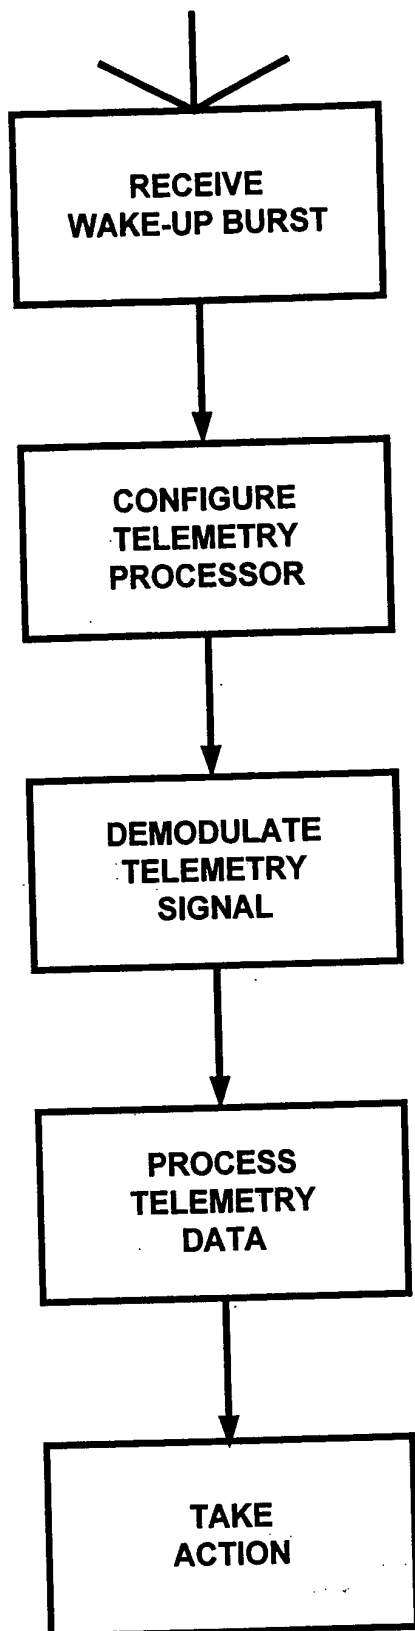 RECEIVE
WAKE-UP BURST
CONFIGURE
TELEMETRY
PROCESSOR
DEMODULATE
TELEMETRY
SIGNAL
PROCESS
TELEMETRY
DATA
TAKE
ACTION